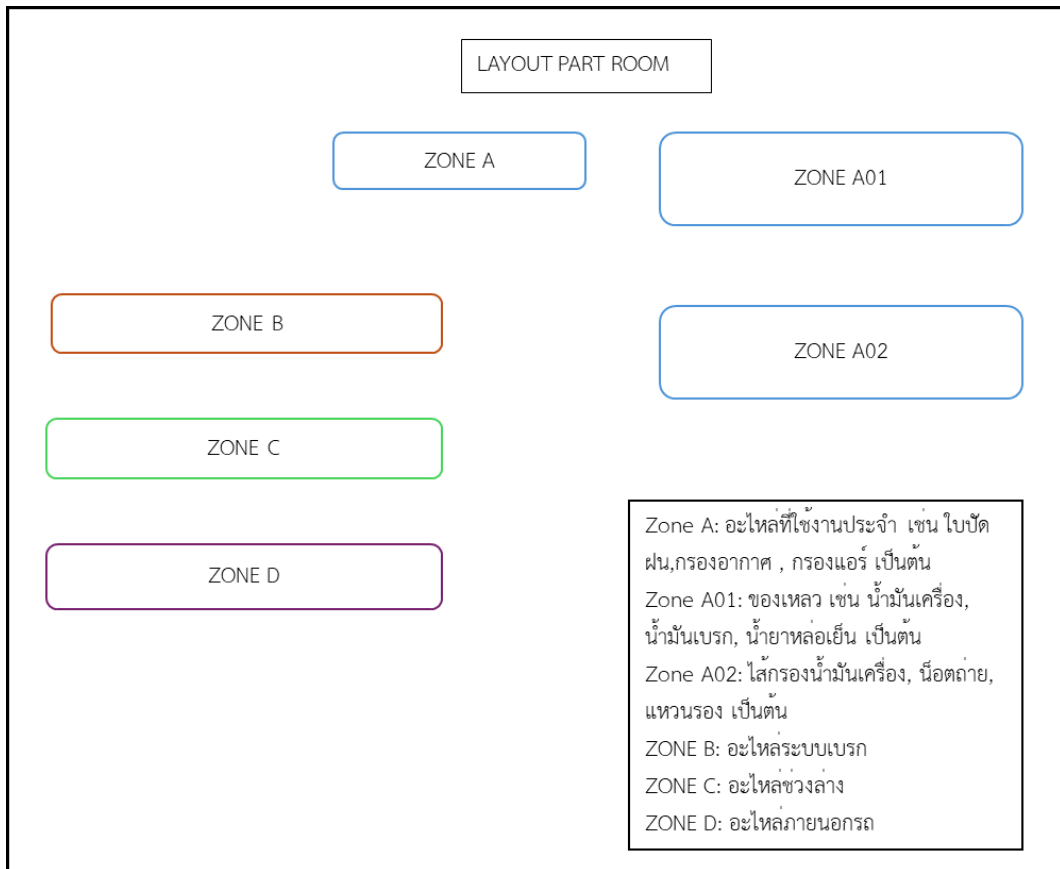 LAYOUT PART ROOM
ZONE A
ZONE A01
ZONE B
ZONE A02
ZONE C
ZONE D
Zone A: อะไหล่ที่ใช้งานประจำ เช่น ใบปัด
ฝน,กรองอากาศ , กรองแอร์ เป็นต้น
Zone A01: ของเหลว เช่น น้ำมันเครื่อง,
น้ำมันเบรก, น้ำยาหล่อเย็น เป็นต้น
Zone A02: ไส้กรองน้ำมันเครื่อง, น็อตถ่าย,
แหวนรอง เป็นต้น
ZONE B: อะไหล่ระบบเบรก
ZONE C: อะไหล่ช่วงล่าง
ZONE D: อะไหล่ภายนอกรถ